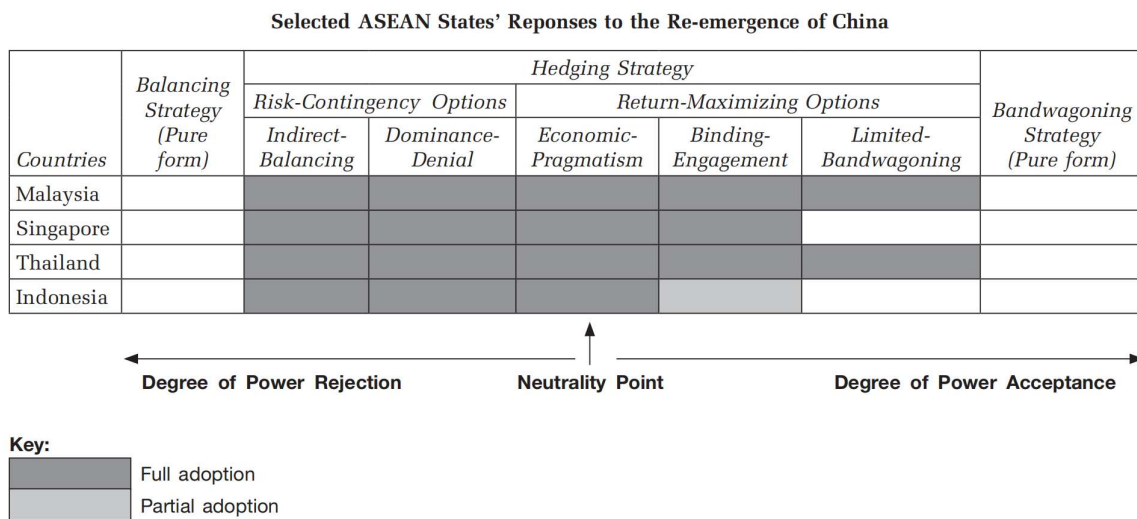 Selected ASEAN States' Reponses to the Re-emergence of China
Countries
Balancing
Strategy
(Pure
form)
Hedging Strategy
Risk-Contingency Options
Return-Maximizing Options
Indirect-
Balancing
Dominance-
Denial
Economic-
Pragmatism
Binding-
Engagement
Limited-
Bandwagoning
Bandwagoning
Strategy
(Pure form)
Malaysia
Singapore
Thailand
Indonesia
Degree of Power Rejection
Neutrality Point
Degree of Power Acceptance
Key:
Full adoption
Partial adoption